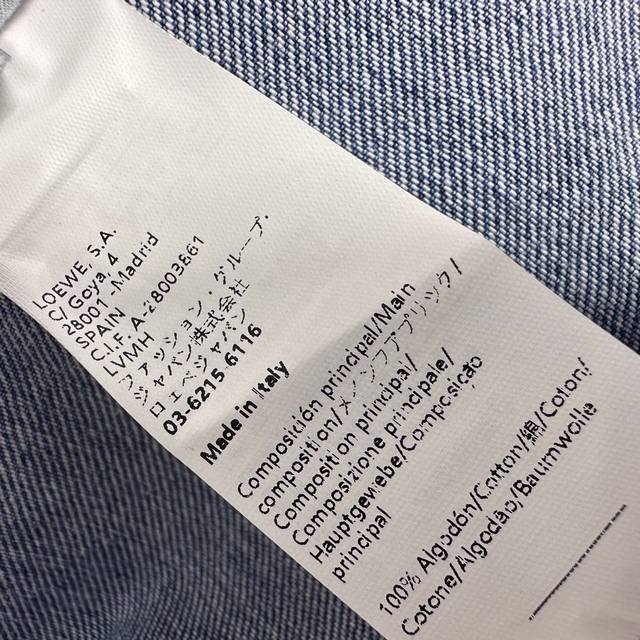 LOEWE, S.A.
C/ Goya, 4
28001 -Madrid
SPAIN
C.I.F. A-28003861
LVMH
ファッション・グループ・
ジャパン株式会社
ロエベジャパン
03-6215-6116
Made in Italy
Composición principal/Main
composition/メインファブリック/
Composition principal/
Composizione principale/
Hauptgewebe/Composição
principal
100% Algodón/Cotton/綿/Coton/
Cotone/Algodão/Baumwolle